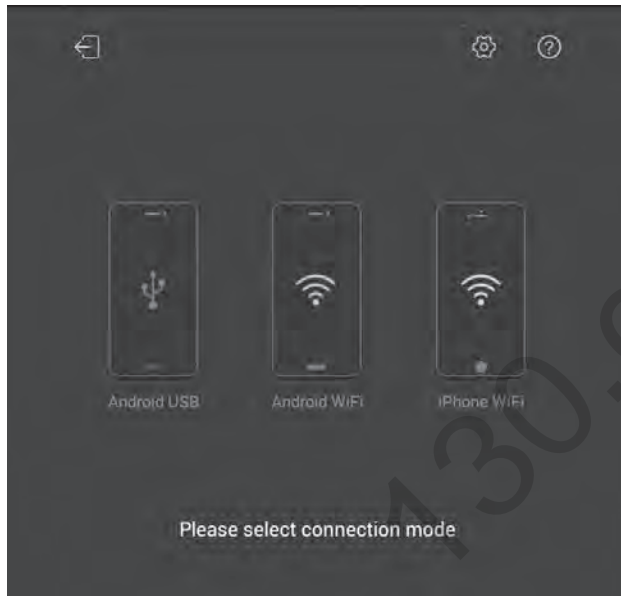 Android USB
Android WiFi
iPhone WiFi
Please select connection mode